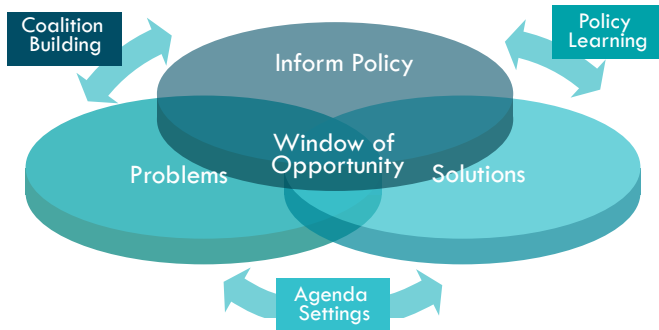 Coalition
Building
Policy
Learning
Inform Policy
Window of
Opportunity
Problems
Solutions
Agenda
Settings